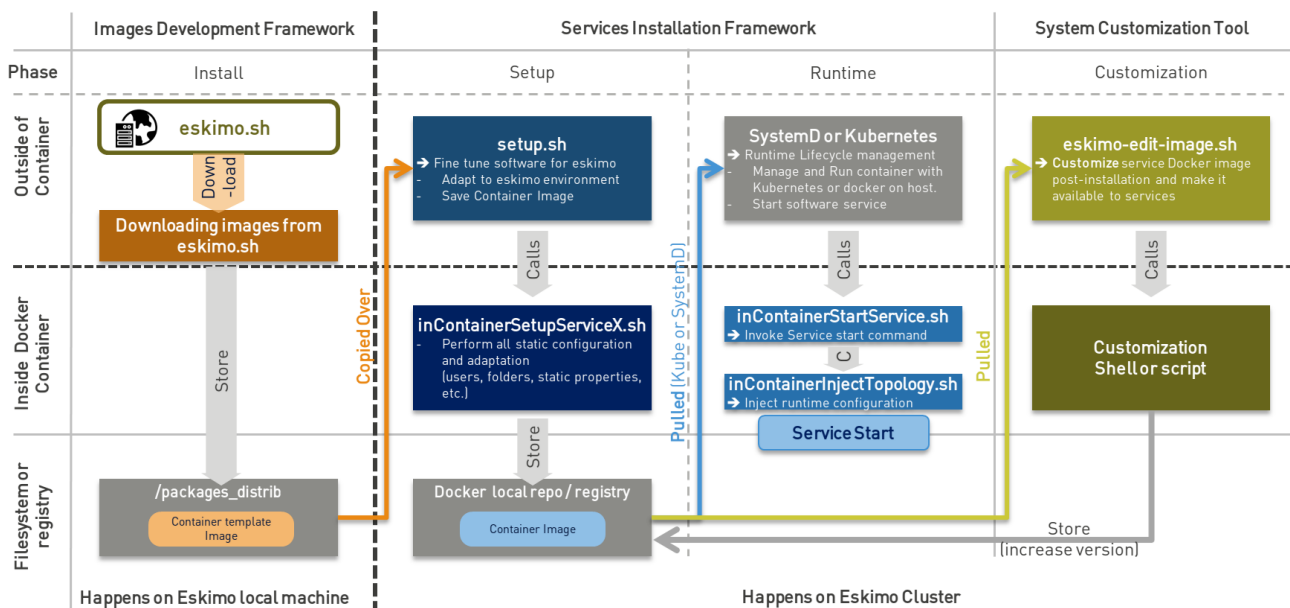 Images Development Framework
Services Installation Framework
System Customization Tool
Phase
Install
Setup
Runtime
Customization
Outside of
Container
eskimo.sh
Down
-load
Downloading images from
eskimo.sh
setup.sh
➔ Fine tune software for eskimo
- Adapt to eskimo environment
- Save Container Image
SystemD or Kubernetes
➔ Runtime Lifecycle management
- Manage and Run container with
Kubernetes or docker on host.
- Start software service
eskimo-edit-image.sh
➔ Customize service Docker image
post-installation and make it
available to services
Calls
Calls
Calls
Inside Docker
Container
Store
Copied Over
inContainerSetupServiceX.sh
- Perform all static configuration
and adaptation
(users, folders, static properties,
etc.)
Pulled (Kube or SystemD)
inContainerStartService.sh
➔ Invoke Service start command
C
inContainerInjectTopology.sh
➔ Inject runtime configuration
Service Start
Pulled
Customization
Shell or script
Store
Filesystem or
registry
/packages_distrib
Container template
Image
Docker local repo / registry
Container Image
Store
(increase version)
Happens on Eskimo local machine
Happens on Eskimo Cluster